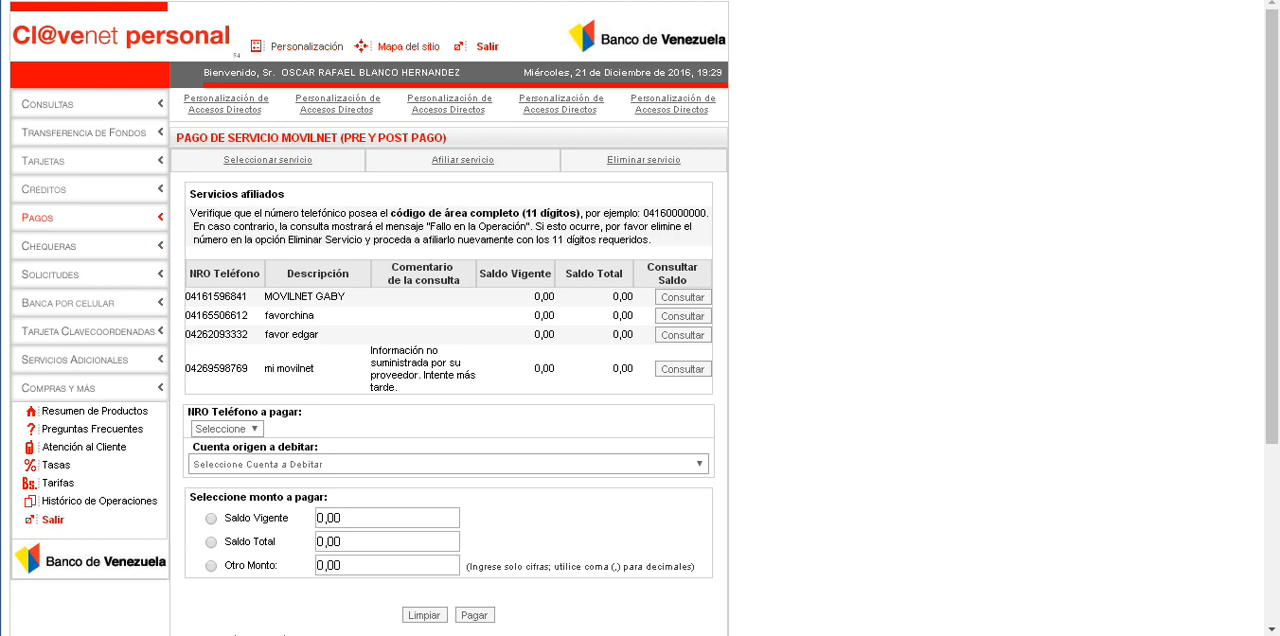 Cl@venet personal
54
Personalización
Mapa del sitio
Salir
Banco de Venezuela
Bienvenido, Sr. OSCAR RAFAEL BLANCO HERNANDEZ
Miércoles, 21 de Diciembre de 2016, 19:29
CONSULTAS
TRANSFERENCIA DE FONDOS
TARJETAS
CRÉDITOS
PAGOS
CHEQUERAS
SOLICITUDES
BANCA POR CELULAR
TARJETA CLAVECOORDENADAS
SERVICIOS ADICIONALES
COMPRAS Y MÁS
Resumen de Productos
Preguntas Frecuentes
Atención al Cliente
Tasas
Bs. Tarifas
Histórico de Operaciones
Salir
Banco de Venezuela
Personalización de Accesos Directos
Personalización de Accesos Directos
Personalización de Accesos Directos
Personalización de Accesos Directos
Personalización de Accesos Directos
PAGO DE SERVICIO MOVILNET (PRE Y POST PAGO)
Seleccionar servicio
Afiliar servicio
Eliminar servicio
Servicios afiliados
Verifique que el número telefónico posea el código de área completo (11 dígitos), por ejemplo: 04160000000.
En caso contrario, la consulta mostrará el mensaje "Fallo en la Operación". Si esto ocurre, por favor elimine el
número en la opción Eliminar Servicio y proceda a afiliarlo nuevamente con los 11 dígitos requeridos.
NRO Teléfono Descripción Comentario de la consulta Saldo Vigente Saldo Total Consultar Saldo
04161596841 MOVILNET GABY 0,00 0,00 Consultar
04165506612 favorchina 0,00 0,00 Consultar
04262093332 favor edgar 0,00 0,00 Consultar
04269598769 mi movilnet Información no suministrada por su proveedor. Intente más tarde. 0,00 0,00 Consultar
NRO Teléfono a pagar:
Seleccione
Cuenta origen a debitar:
Seleccione Cuenta a Debitar
Seleccione monto a pagar:
Saldo Vigente 0,00
Saldo Total 0,00
Otro Monto: 0,00 (Ingrese solo cifras; utilice coma (,) para decimales)
Limpiar Pagar